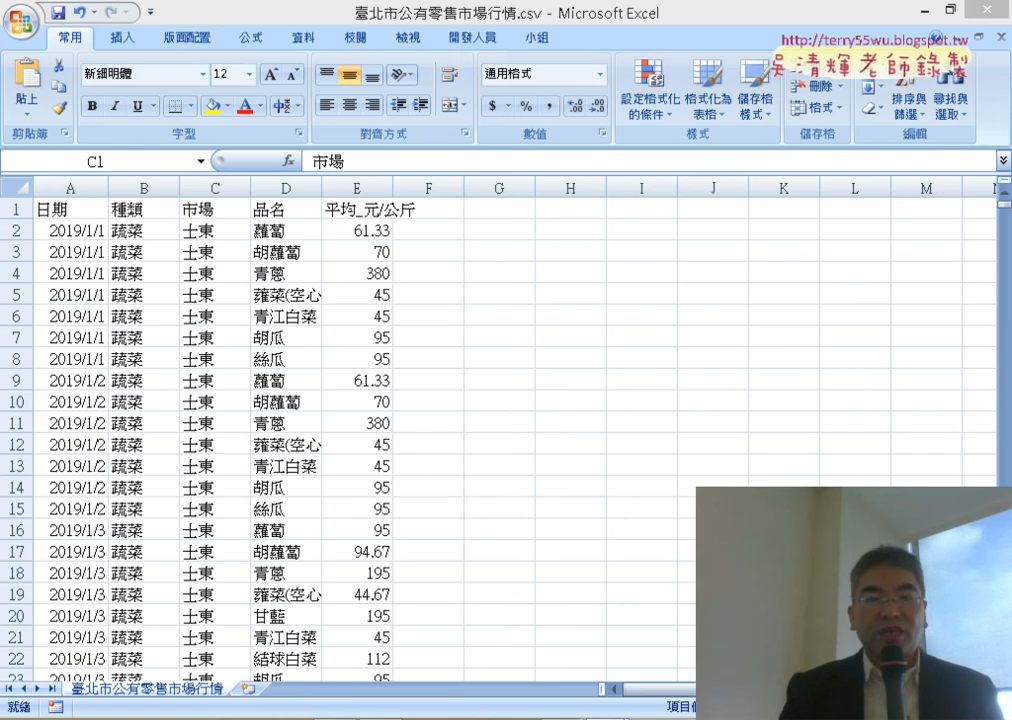 臺北市公有零售市場行情.csv - Microsoft Excel
常用 插入 版面配置 公式 資料 校閱 檢視 開發人員 小組
http://terry55wu.blogspot.tw
吳清輝老師錄製
新細明體 12 通用格式
貼上 B I U 中 $ % , 設定格式化 格式化為 儲存格 刪除 排序與 尋找與
的條件 表格 樣式 格式 篩選 選取
剪貼簿 字型 對齊方式 數值 樣式 儲存格 編輯
C1 fx 市場
A B C D E F G H I J K L M
1 日期 種類 市場 品名 平均_元/公斤
2 2019/1/1 蔬菜 士東 蘿蔔 61.33
3 2019/1/1 蔬菜 士東 胡蘿蔔 70
4 2019/1/1 蔬菜 士東 青蔥 380
5 2019/1/1 蔬菜 士東 蕹菜(空心 45
6 2019/1/1 蔬菜 士東 青江白菜 45
7 2019/1/1 蔬菜 士東 胡瓜 95
8 2019/1/1 蔬菜 士東 絲瓜 95
9 2019/1/2 蔬菜 士東 蘿蔔 61.33
10 2019/1/2 蔬菜 士東 胡蘿蔔 70
11 2019/1/2 蔬菜 士東 青蔥 380
12 2019/1/2 蔬菜 士東 蕹菜(空心 45
13 2019/1/2 蔬菜 士東 青江白菜 45
14 2019/1/2 蔬菜 士東 胡瓜 95
15 2019/1/2 蔬菜 士東 絲瓜 95
16 2019/1/3 蔬菜 士東 蘿蔔 95
17 2019/1/3 蔬菜 士東 胡蘿蔔 94.67
18 2019/1/3 蔬菜 士東 青蔥 195
19 2019/1/3 蔬菜 士東 蕹菜(空心 44.67
20 2019/1/3 蔬菜 士東 甘藍 195
21 2019/1/3 蔬菜 士東 青江白菜 45
22 2019/1/3 蔬菜 士東 結球白菜 112
23 2019/1/3 蔬菜 士東 胡瓜 95
臺北市公有零售市場行情
就緒 項目個